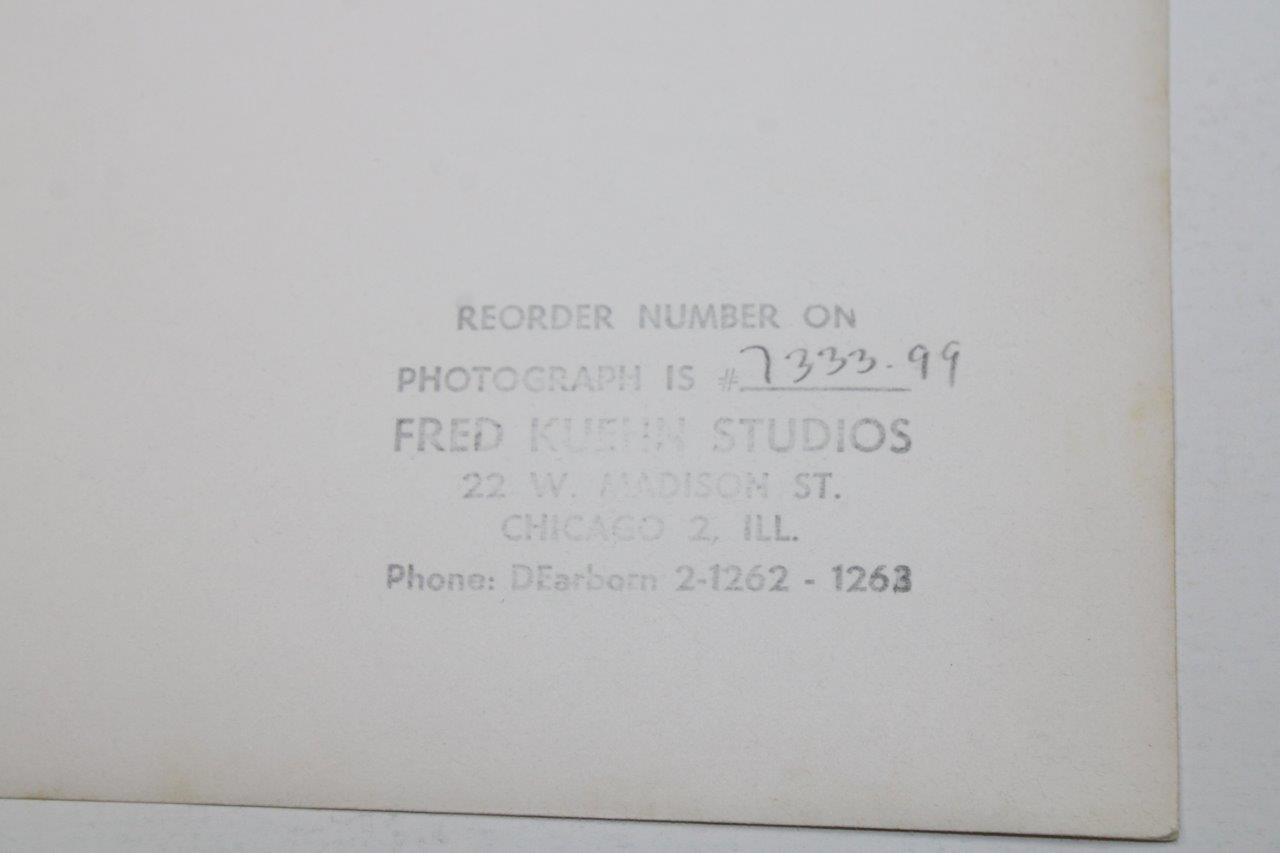 REORDER NUMBER ON
PHOTOGRAPH IS # 7333-99
FRED KUEHN STUDIOS
22 W. MADISON ST.
CHICAGO 2, ILL.
Phone: DEarborn 2-1262 - 1263